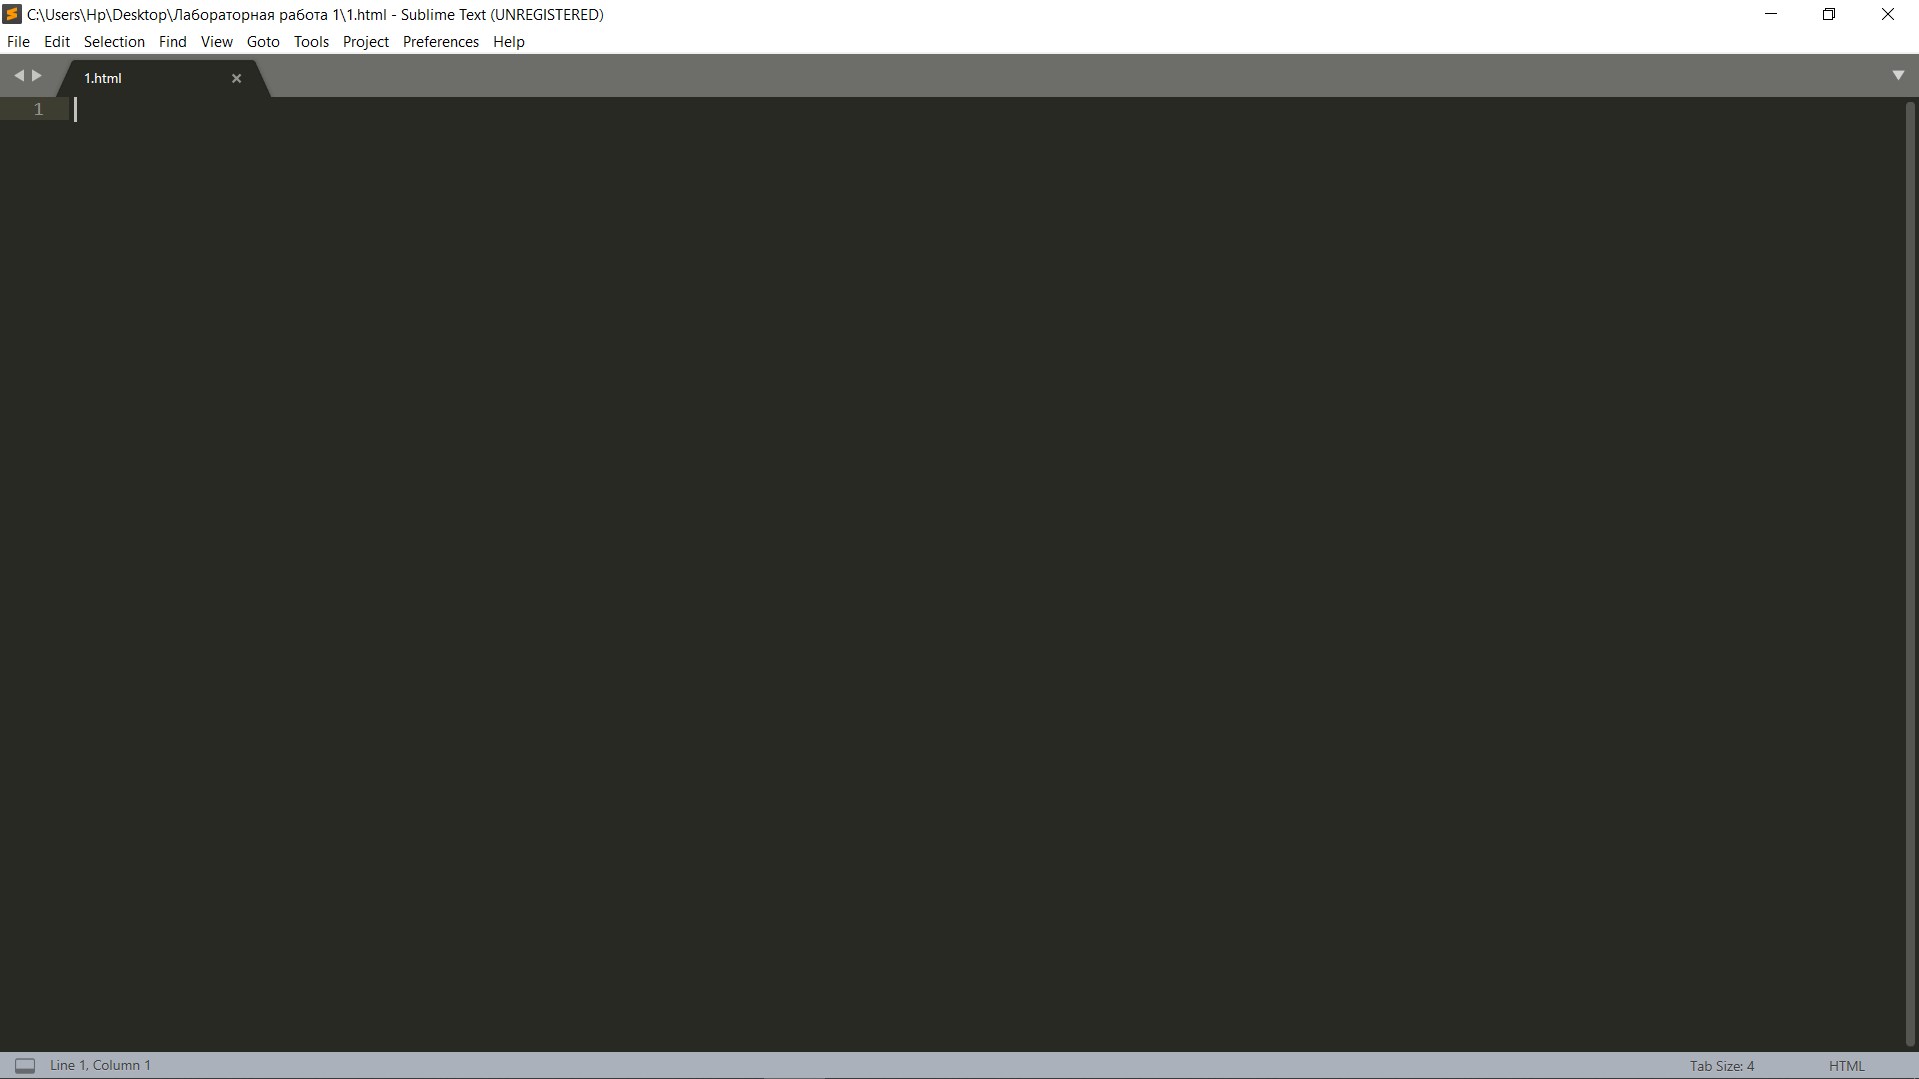 C:\Users\Hp\Desktop\Лабораторная работа 1\1.html - Sublime Text (UNREGISTERED)
File Edit Selection Find View Goto Tools Project Preferences Help
1.html
1
Line 1, Column 1 Tab Size: 4 HTML